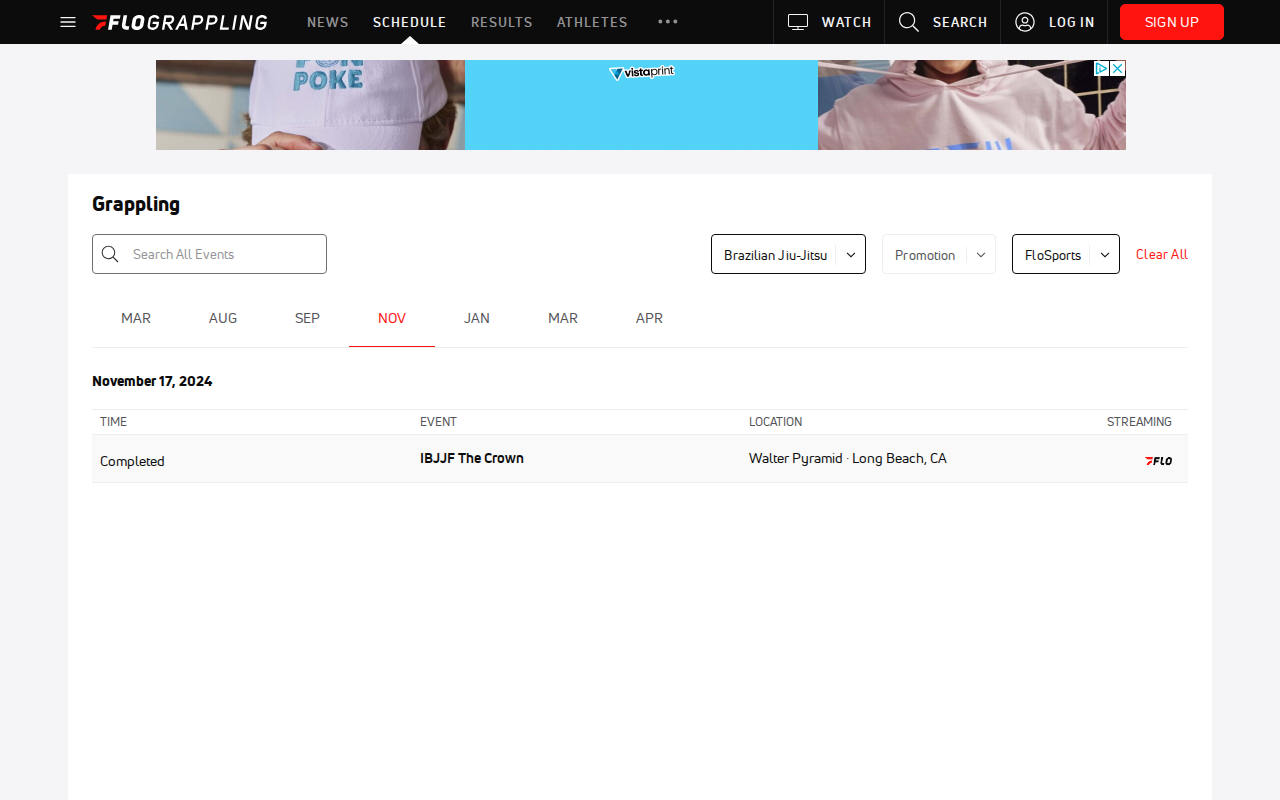 FLOGRAPPLING
NEWS
SCHEDULE
RESULTS
ATHLETES
WATCH
SEARCH
LOG IN
SIGN UP
POKE
vistaprint
Grappling
Search All Events
Brazilian Jiu-Jitsu
Promotion
FloSports
Clear All
MAR
AUG
SEP
NOV
JAN
MAR
APR
November 17, 2024
TIME
EVENT
LOCATION
STREAMING
Completed
IBJJF The Crown
Walter Pyramid · Long Beach, CA
FLO